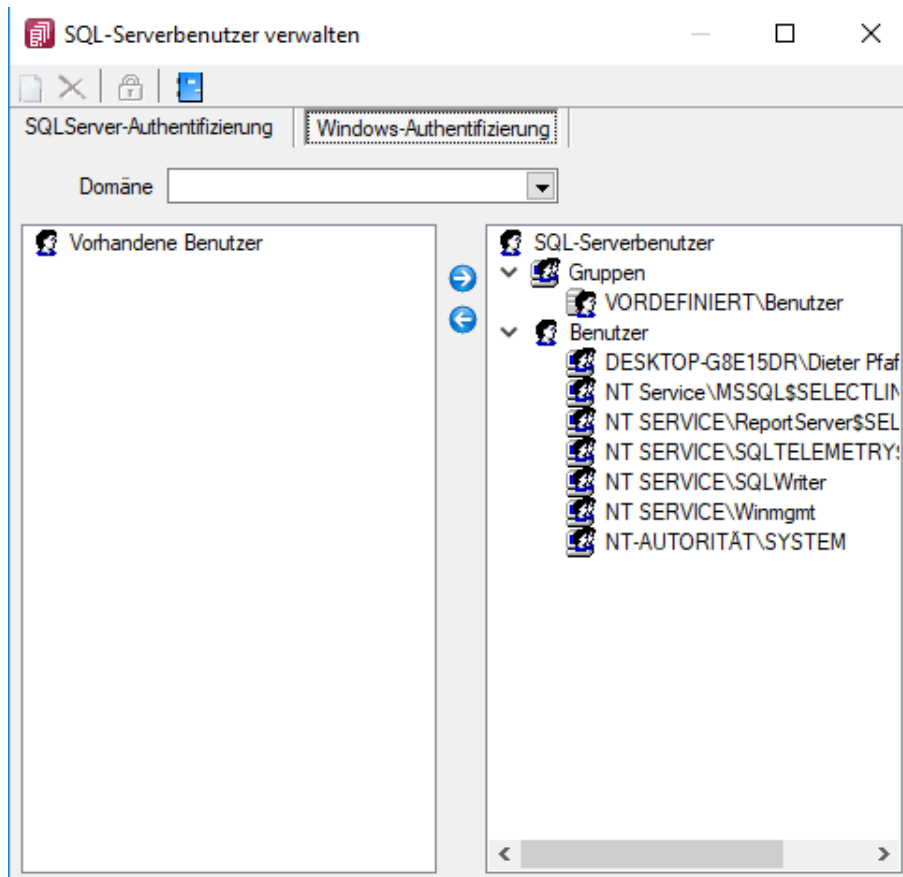 SQL-Serverbenutzer verwalten
SQLServer-Authentifizierung
Windows-Authentifizierung
Domäne
Vorhandene Benutzer
SQL-Serverbenutzer
Gruppen
VORDEFINIERT\Benutzer
Benutzer
DESKTOP-G8E15DR\Dieter Pfaf
NT Service\MSSQL$SELECTLIN
NT SERVICE\ReportServer$SEL
NT SERVICE\SQLTELEMETRY$
NT SERVICE\SQLWriter
NT SERVICE\Winmgmt
NT-AUTORITÄT\SYSTEM